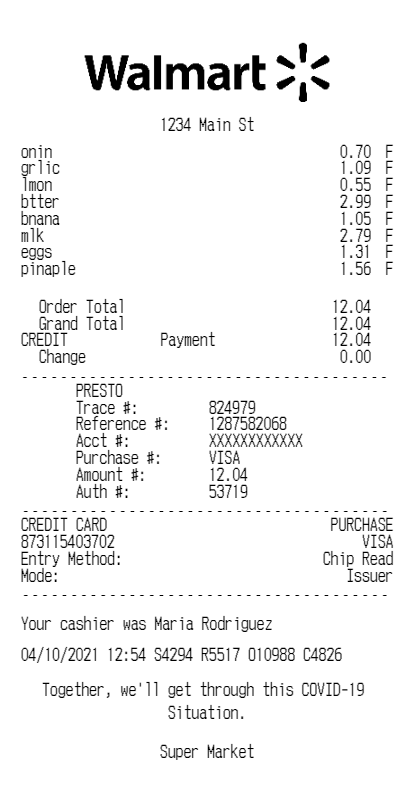 Walmart
1234 Main St
onin 0.70 F
grlic 1.09 F
lmon 0.55 F
btter 2.99 F
bnana 1.05 F
mlk 2.79 F
eggs 1.31 F
pinaple 1.56 F
Order Total 12.04
Grand Total 12.04
CREDIT Payment 12.04
Change 0.00
PRESTO
Trace #: 824979
Reference #: 1287582068
Acct #: XXXXXXXXXXXX
Purchase #: VISA
Amount #: 12.04
Auth #: 53719
CREDIT CARD PURCHASE
873115403702 VISA
Entry Method: Chip Read
Mode: Issuer
Your cashier was Maria Rodriguez
04/10/2021 12:54 S4294 R5517 O10988 C4826
Together, we'll get through this COVID-19
Situation.
Super Market